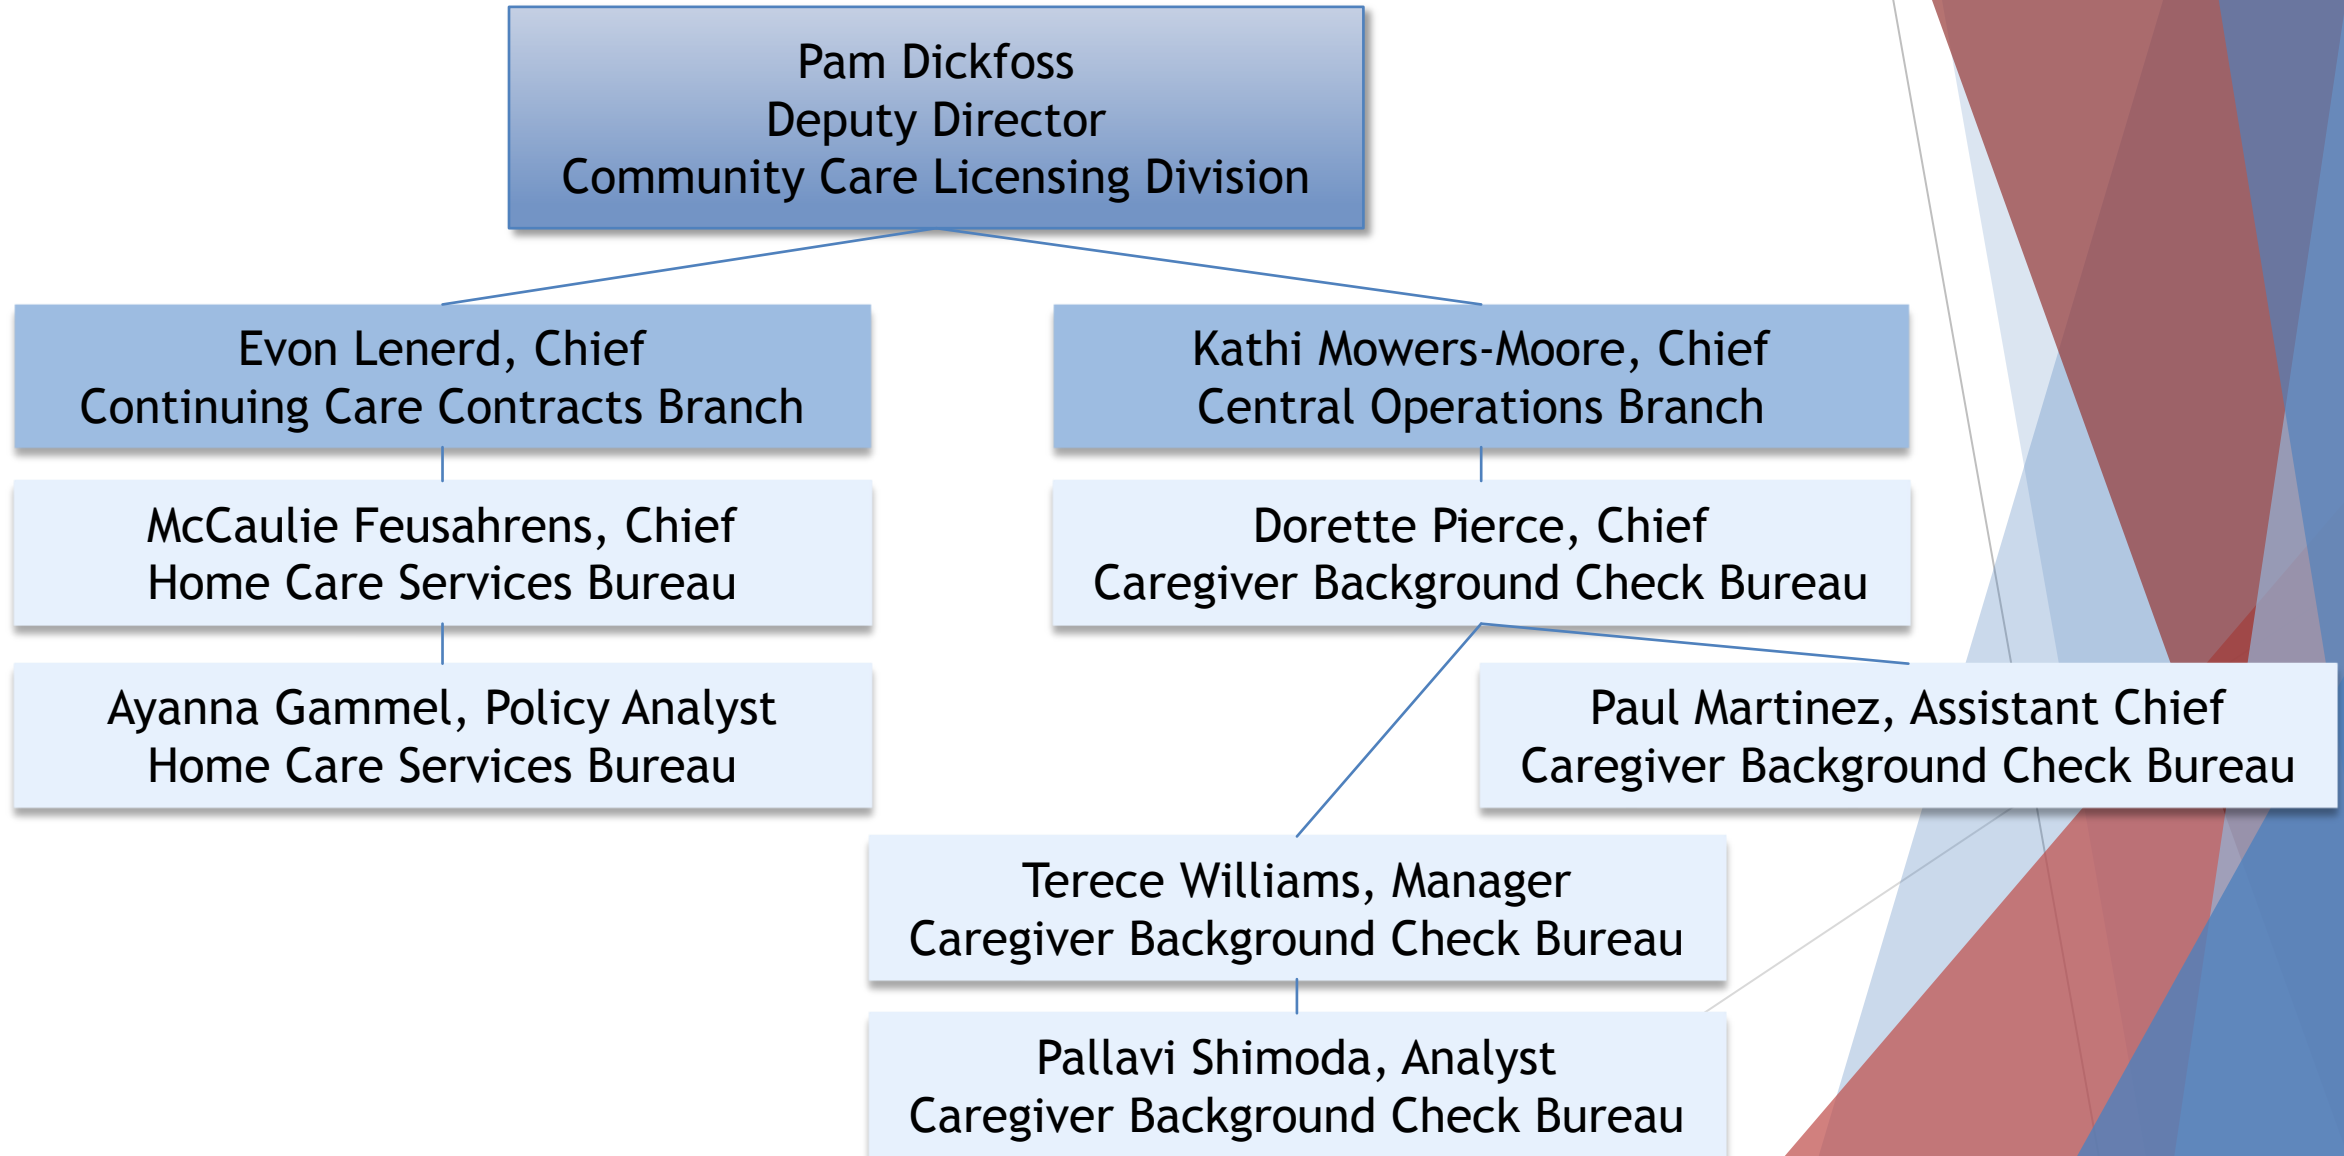 Pam Dickfoss
Deputy Director
Community Care Licensing Division
Evon Lenerd, Chief
Continuing Care Contracts Branch
Kathi Mowers-Moore, Chief
Central Operations Branch
McCaulie Feusahrens, Chief
Home Care Services Bureau
Dorette Pierce, Chief
Caregiver Background Check Bureau
Ayanna Gammel, Policy Analyst
Home Care Services Bureau
Paul Martinez, Assistant Chief
Caregiver Background Check Bureau
Terece Williams, Manager
Caregiver Background Check Bureau
Pallavi Shimoda, Analyst
Caregiver Background Check Bureau